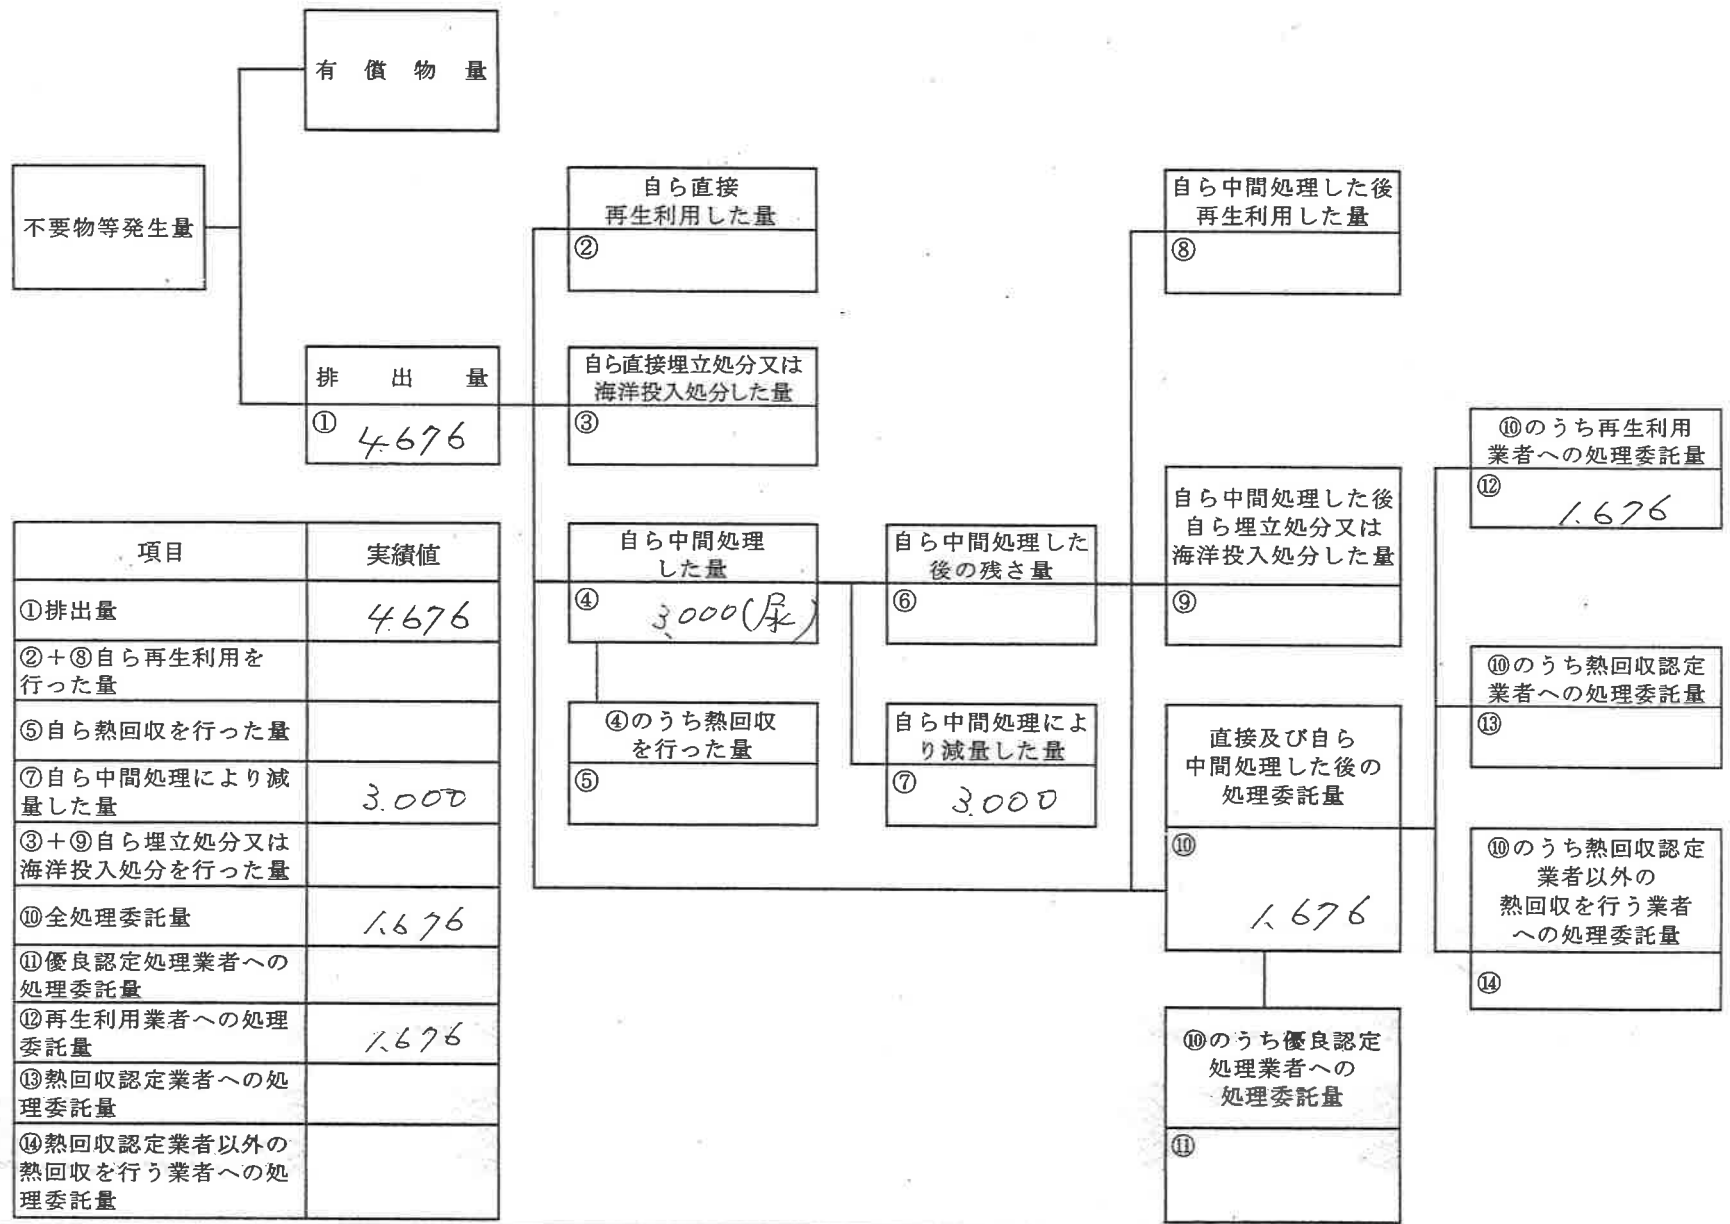 有償物量
不要物等発生量
排出量
① 4.676
自ら直接
再生利用した量
②
自ら直接埋立処分又は
海洋投入処分した量
③
自ら中間処理
した量
④ 3,000(尿)
④のうち熱回収
を行った量
⑤
自ら中間処理した
後の残さ量
⑥
自ら中間処理によ
り減量した量
⑦ 3.000
自ら中間処理した後
再生利用した量
⑧
自ら中間処理した後
自ら埋立処分又は
海洋投入処分した量
⑨
直接及び自ら
中間処理した後の
処理委託量
⑩
1.676
⑩のうち優良認定
処理業者への
処理委託量
⑪
⑩のうち再生利用
業者への処理委託量
⑫
1.676
⑩のうち熱回収認定
業者への処理委託量
⑬
⑩のうち熱回収認定
業者以外の
熱回収を行う業者
への処理委託量
⑭
項目 実績値
①排出量 4.676
②+⑧自ら再生利用を
行った量
⑤自ら熱回収を行った量
⑦自ら中間処理により減
量した量 3.000
③+⑨自ら埋立処分又は
海洋投入処分を行った量
⑩全処理委託量 1.676
⑪優良認定処理業者への
処理委託量
⑫再生利用業者への処理
委託量 1.676
⑬熱回収認定業者への処
理委託量
⑭熱回収認定業者以外の
熱回収を行う業者への処
理委託量